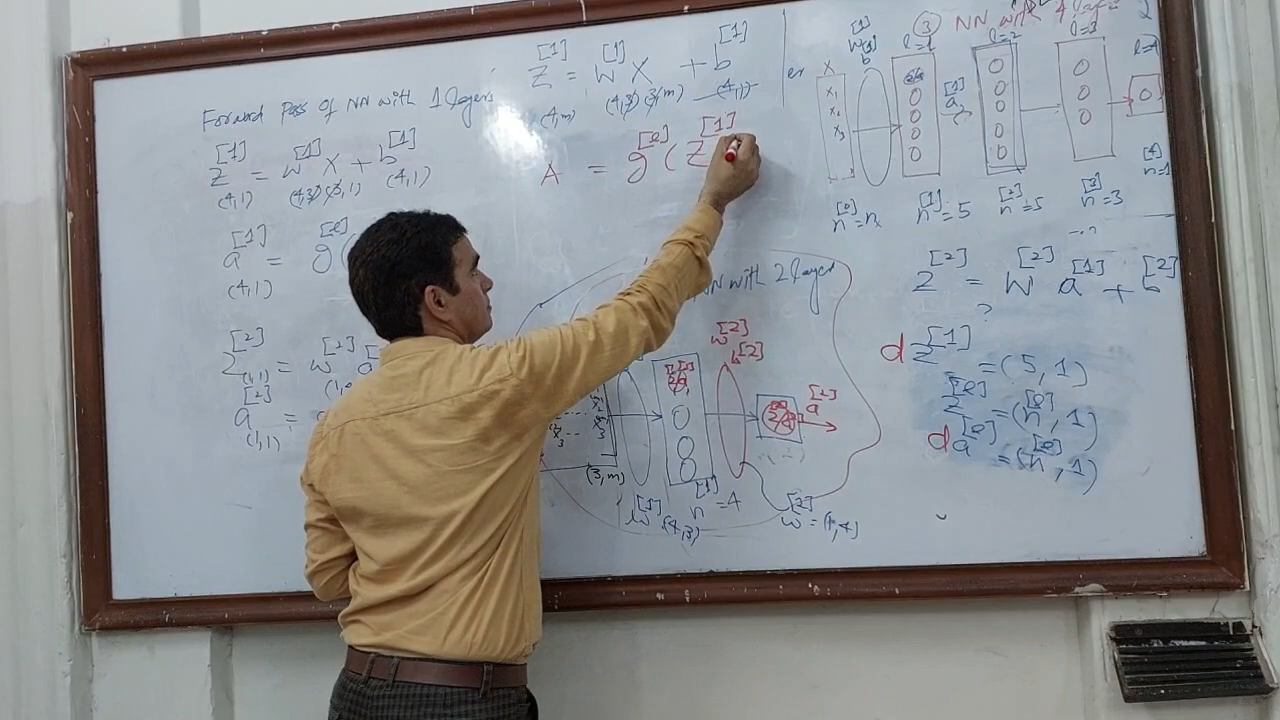 Forward Pass of NN with 1 layers
[1] [1] [1]
Z = W X + b
(4,1) (4,3) (3,1) (4,1)
[1] [l]
a = g(
(4,1)
[2] [2]
Z = W a
(1,1)
[2]
a =
(1,1)
[1] [1] [1]
Z = W X + b
(4,m) (4,3) (3,m) (4,1)
[l] [1]
A = g(Z
③ NN with 4
l=1 l=2 l=3 l=4
X
x₁
x₂
x₃
[1]
a
[0] [1] [2] [3] [4]
n = nₓ n = 5 n = 5 n = 3 n = 1
NN with 2 layers
[2]
W
[2]
b
[2]
a
(3,m)
[1]
W (4,3)
[1]
n = 4
[2]
W = (1,4)
[2] [2] [1] [2]
Z = W a + b
?
[1]
d Z = (5,1)
[l] [l]
Z = (n, 1)
[l] [l]
d a = (n, 1)